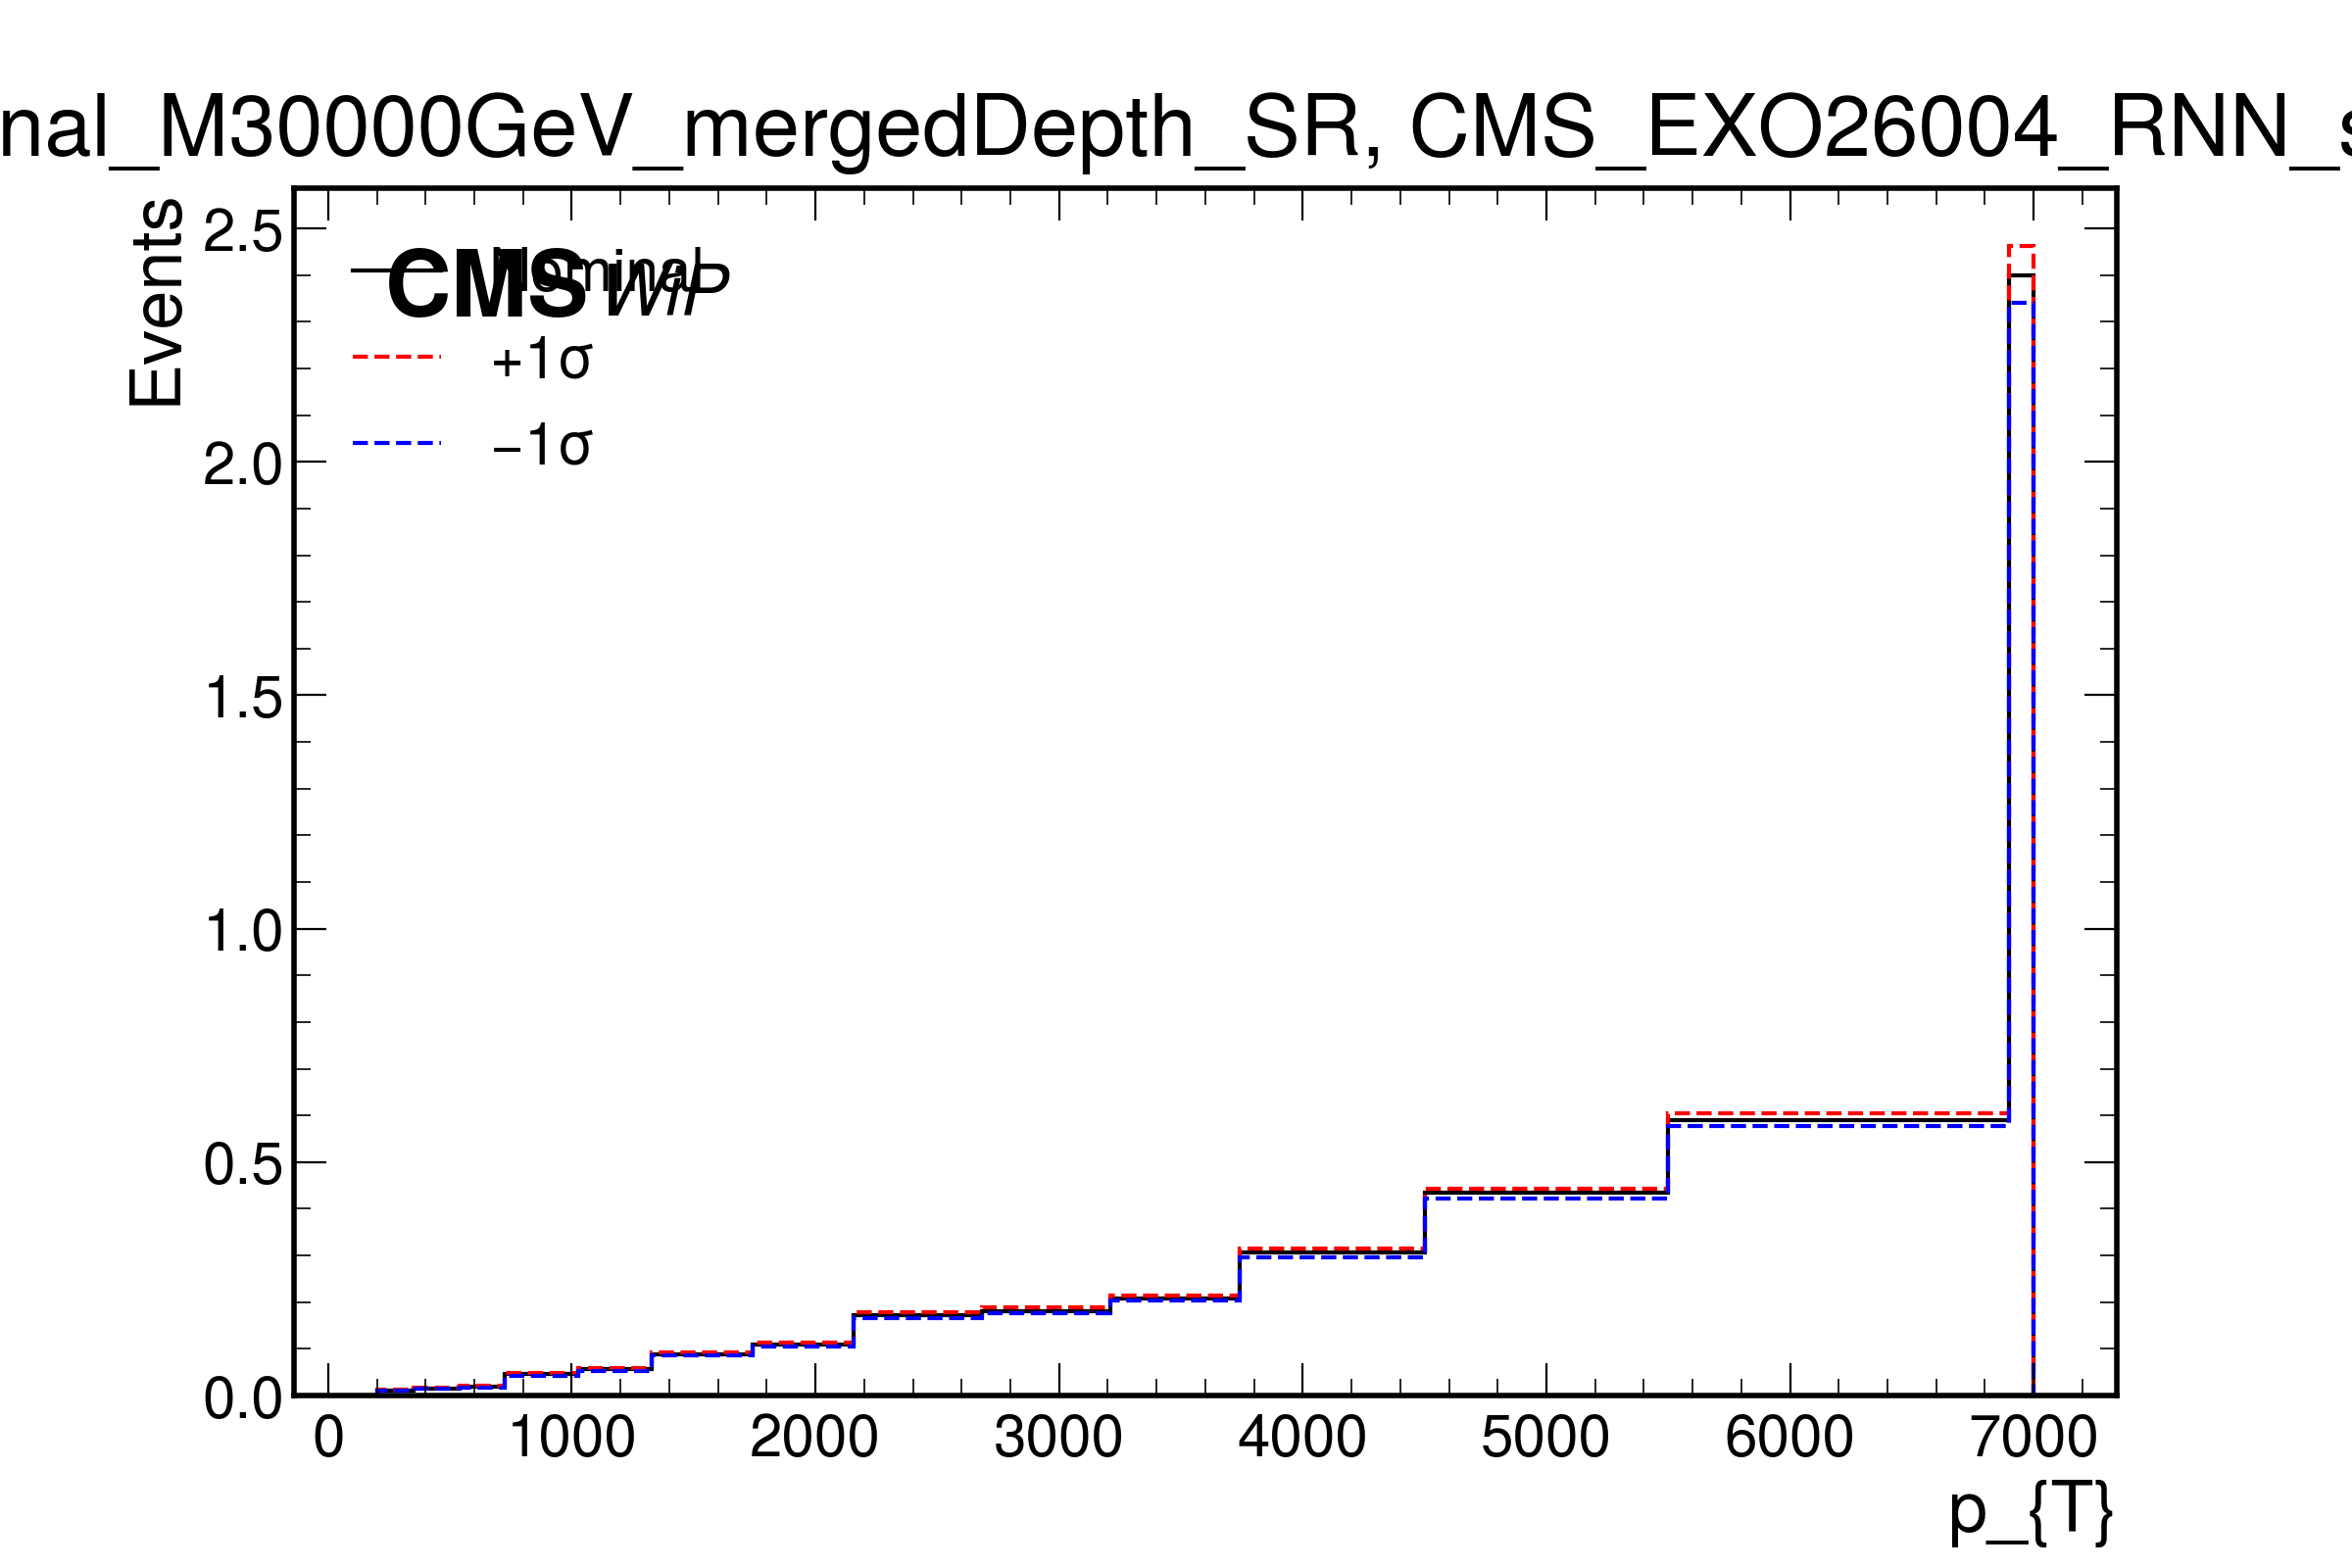 nal_M30000GeV_mergedDepth_SR, CMS_EXO26004_RNN_s
Events
CMS WiP
Nominal
+1σ
−1σ
2.5
2.0
1.5
1.0
0.5
0.0
0 1000 2000 3000 4000 5000 6000 7000
p_{T}